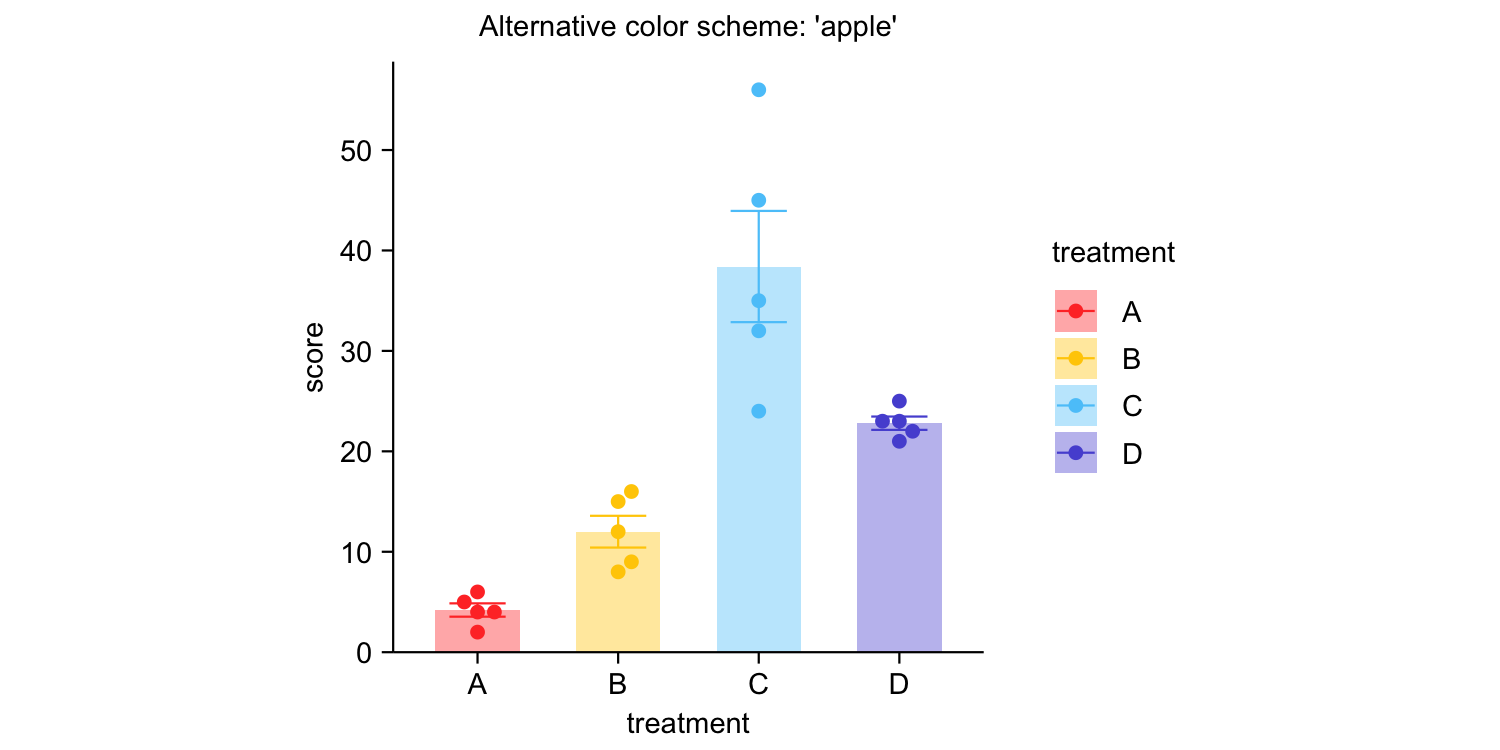 Alternative color scheme: 'apple'
50
40
30
20
10
0
score
A
B
C
D
treatment
treatment
A
B
C
D